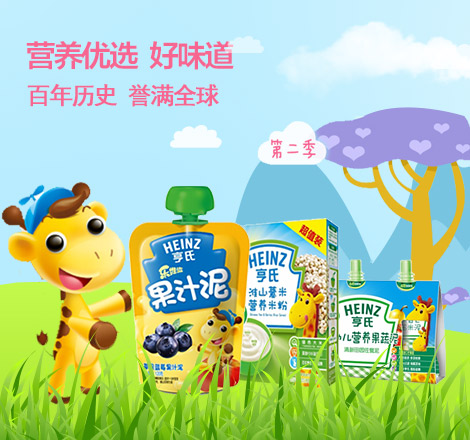 营养优选 好味道
百年历史 誉满全球
第二季
HEINZ
亨氏
乐维滋
果汁泥
HEINZ
亨氏
超值装
淮山薏米
营养米粉
HEINZ
亨氏
小儿营养果蔬泥